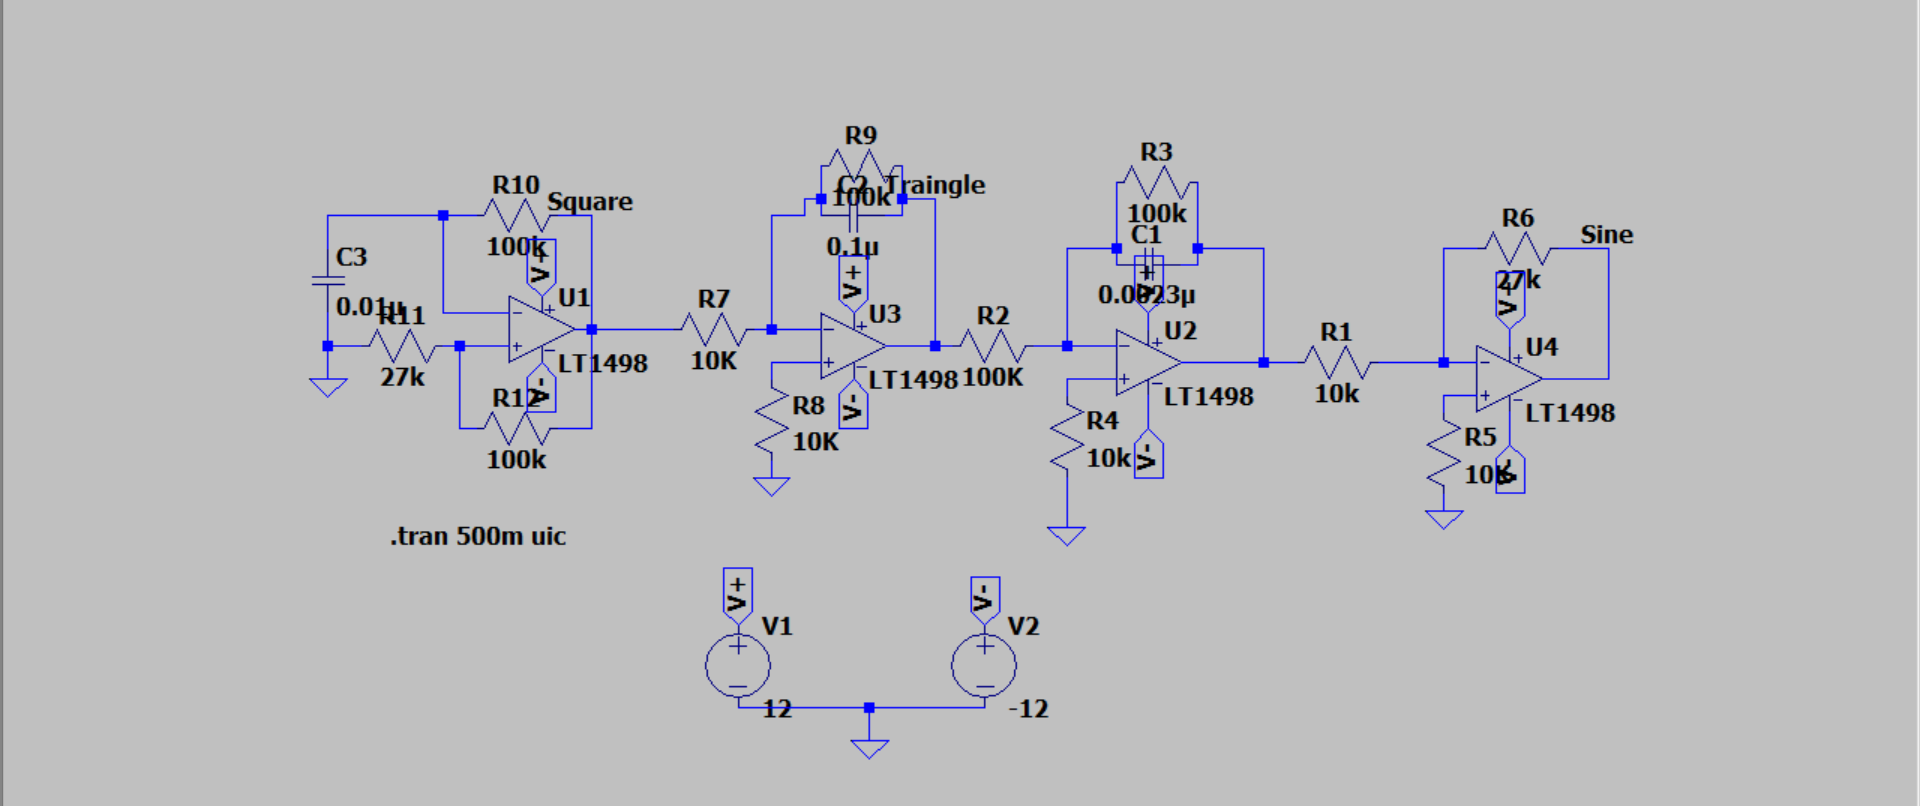 R9
R3
R10
Square
C2
Traingle
100k
100k
R6
Sine
100k
V+
C3
0.1µ
C1
V+
27k
V+
0.01µ
R11
U1
R7
U3
R2
0.0023µ
V+
U2
R1
U4
27k
LT1498
10K
LT1498
100K
LT1498
10k
LT1498
R12
V-
R8
10K
V-
R4
10k
V-
R5
10K
V-
100k
.tran 500m uic
V+
V-
V1
V2
12
-12